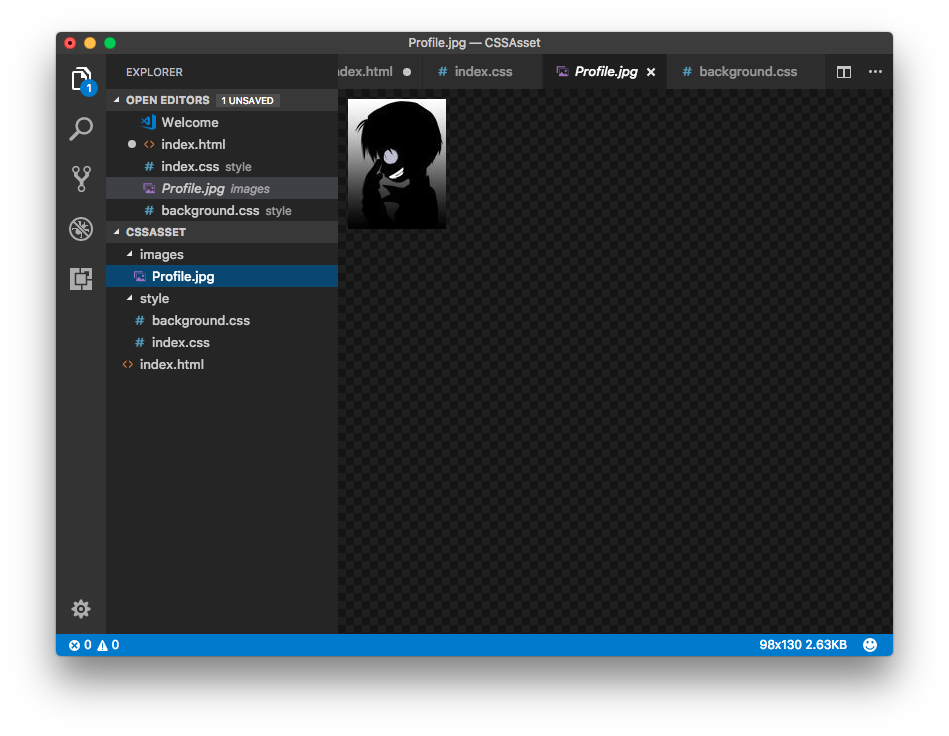 Profile.jpg — CSSAsset
EXPLORER
ndex.html
# index.css
Profile.jpg
# background.css
1
OPEN EDITORS 1 UNSAVED
Welcome
<> index.html
# index.css style
Profile.jpg images
# background.css style
CSSASSET
images
Profile.jpg
style
# background.css
# index.css
<> index.html
0 0
98x130 2.63KB